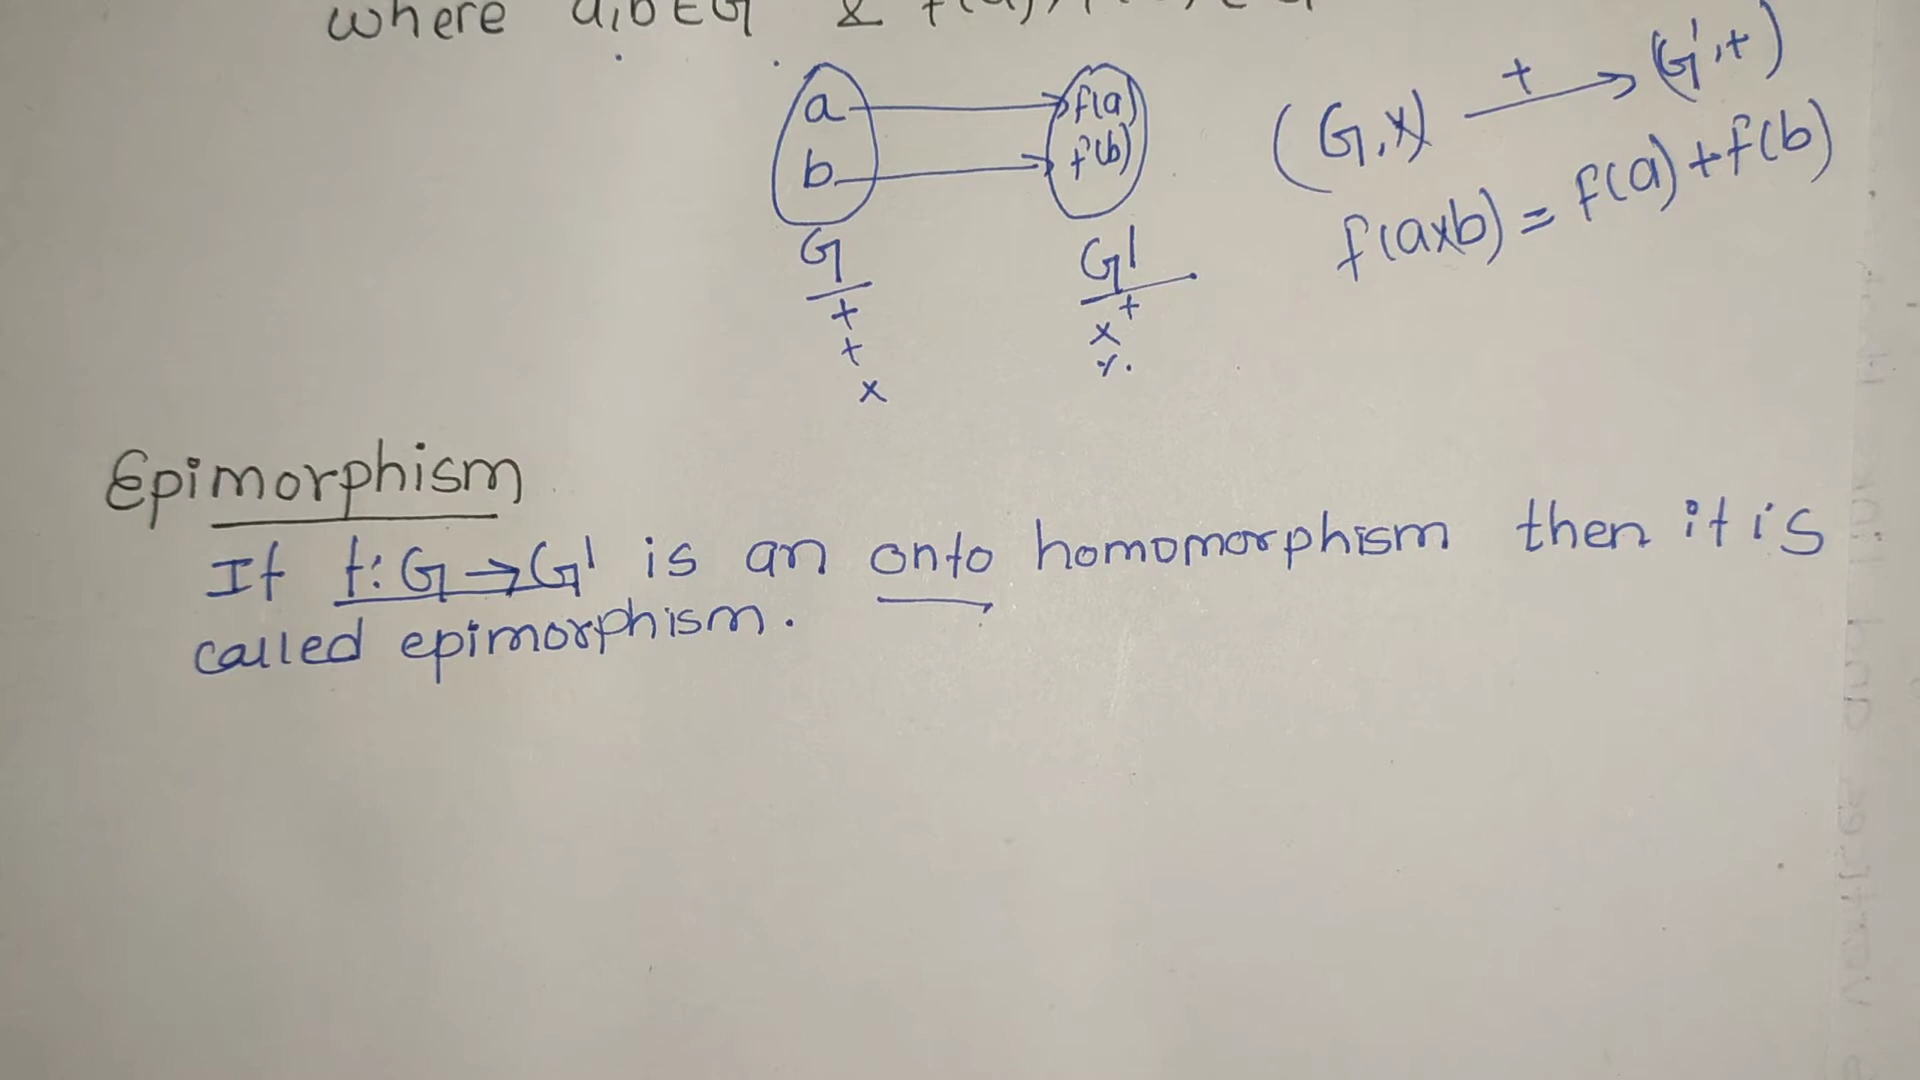 where a,b∈G &
a f(a)
b f(b)
G G'
+ +
+ x
x
(G,x) + → (G',+)
f(axb) = f(a)+f(b)
Epimorphism
If f:G→G' is an onto homomorphism then it is
called epimorphism.